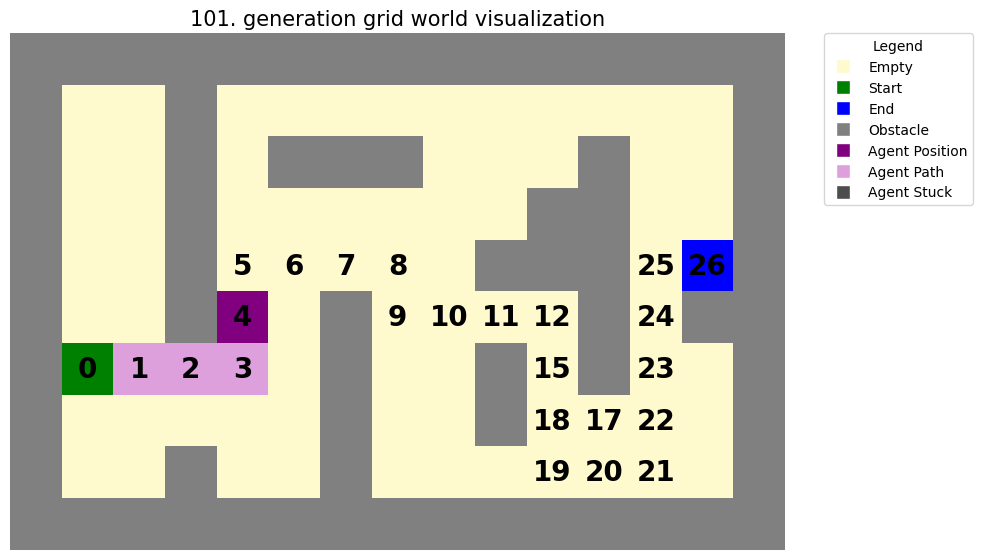 101. generation grid world visualization
Legend
Empty
Start
End
Obstacle
Agent Position
Agent Path
Agent Stuck
5 6 7 8 25 26
4 9 10 11 12 24
0 1 2 3 15 23
18 17 22
19 20 21